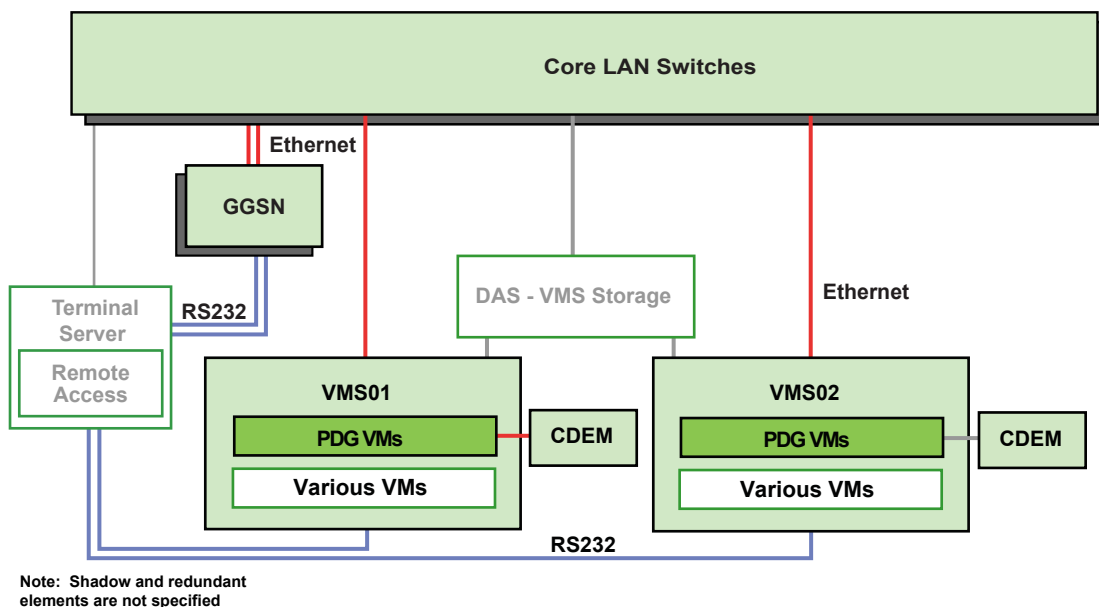 Core LAN Switches
Ethernet
GGSN
DAS - VMS Storage
Ethernet
RS232
Terminal
Server
Remote
Access
VMS01
PDG VMs
Various VMs
CDEM
VMS02
PDG VMs
Various VMs
CDEM
RS232
Note: Shadow and redundant
elements are not specified